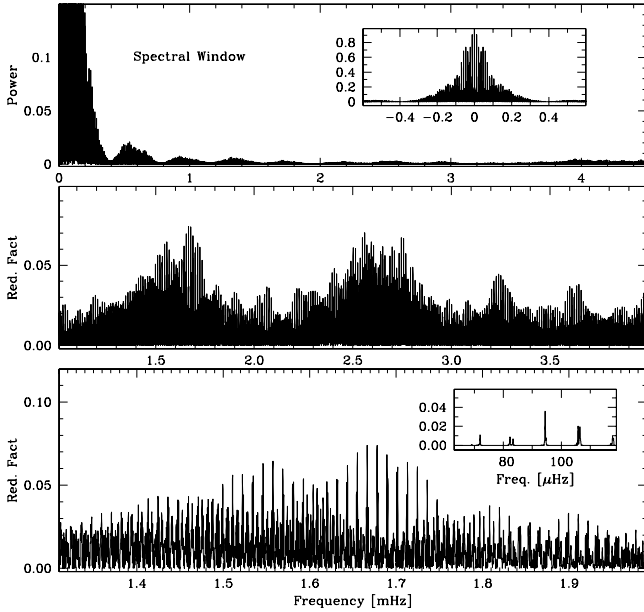 Spectral Window
Power
0.1
0.05
0
0.8
0.6
0.4
0.2
0
-0.4 -0.2 0 0.2 0.4
0 1 2 3 4
Red. Fact
0.05
0.00
1.5 2.0 2.5 3.0 3.5
Red. Fact
0.10
0.05
0.00
0.04
0.02
0.00
80 100
Freq. [μHz]
1.4 1.5 1.6 1.7 1.8 1.9
Frequency [mHz]